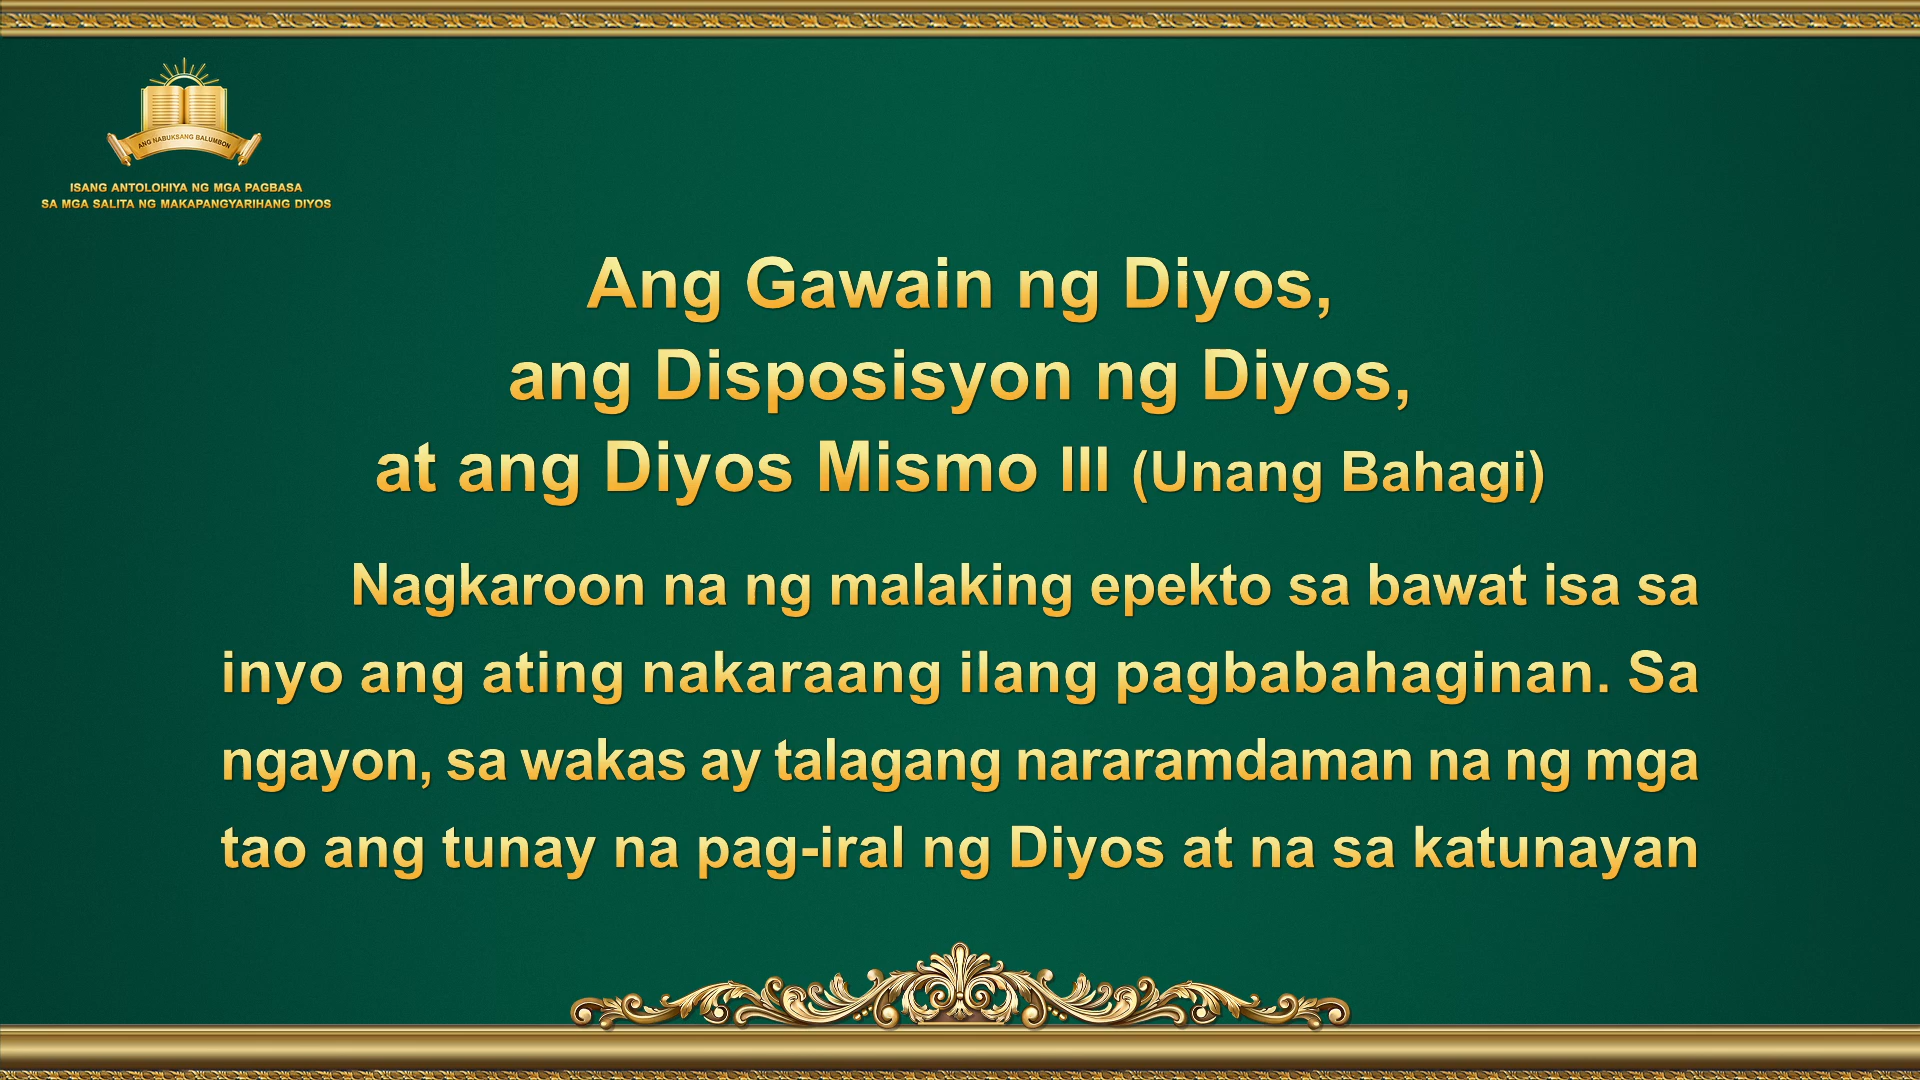 ANG NABUKSANG BALUMBON
ISANG ANTOLOHIYA NG MGA PAGBASA
SA MGA SALITA NG MAKAPANGYARIHANG DIYOS
Ang Gawain ng Diyos,
ang Disposisyon ng Diyos,
at ang Diyos Mismo III (Unang Bahagi)
Nagkaroon na ng malaking epekto sa bawat isa sa
inyo ang ating nakaraang ilang pagbabahaginan. Sa
ngayon, sa wakas ay talagang nararamdaman na ng mga
tao ang tunay na pag-iral ng Diyos at na sa katunayan